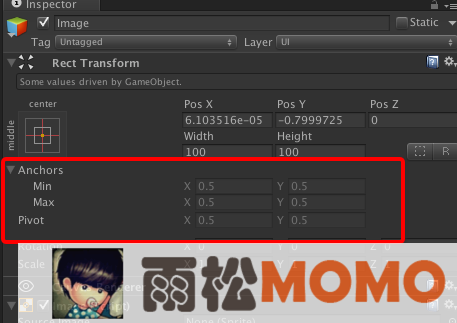 Inspector
Image Static
Tag Untagged Layer UI
Rect Transform
Some values driven by GameObject.
center Pos X Pos Y Pos Z
middle 6.103516e-05 -0.7999725 0
Width Height
100 100 R
Anchors
Min X 0.5 Y 0.5
Max X 0.5 Y 0.5
Pivot X 0.5 Y 0.5
Rotation X 0 Y 0 Z 0
Scale
雨松MOMO